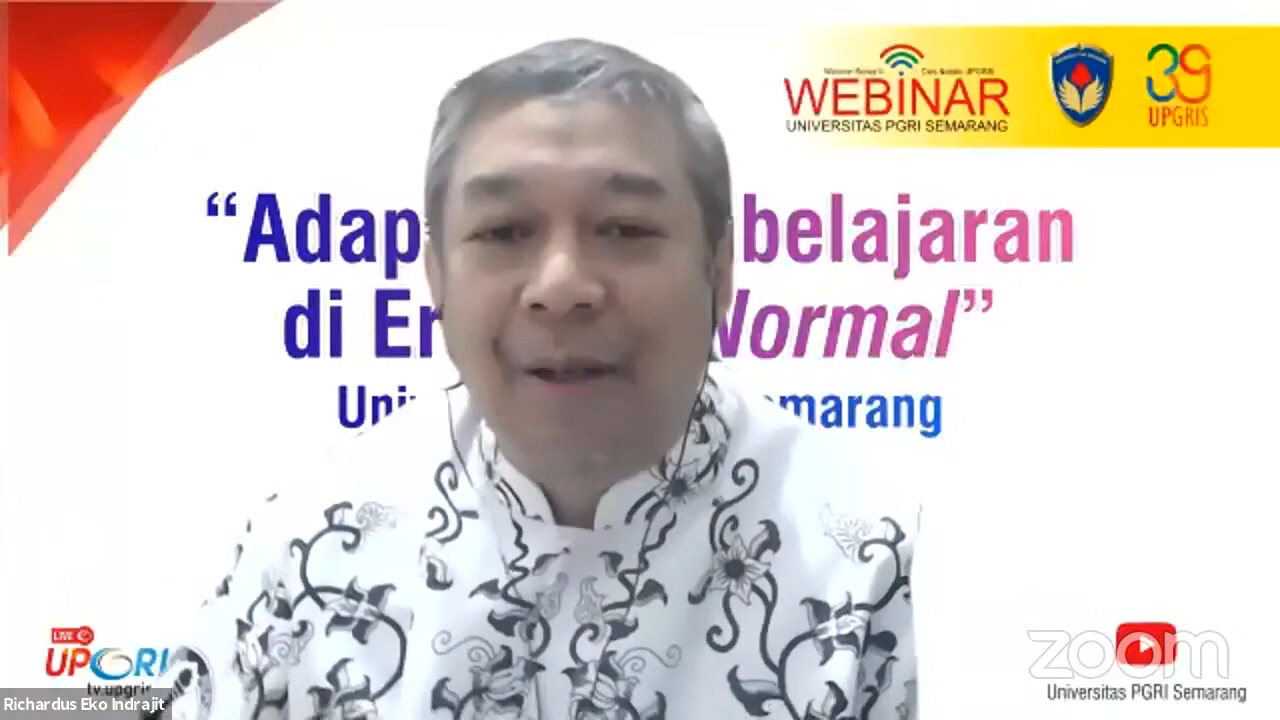 WEBINAR
UNIVERSITAS PGRI SEMARANG
39
UPGRIS
“Adap belajaran
di Er Normal”
Uni emarang
LIVE
UPGRI
tv.upgris
Richardus Eko Indrajit
zoom
Universitas PGRI Semarang